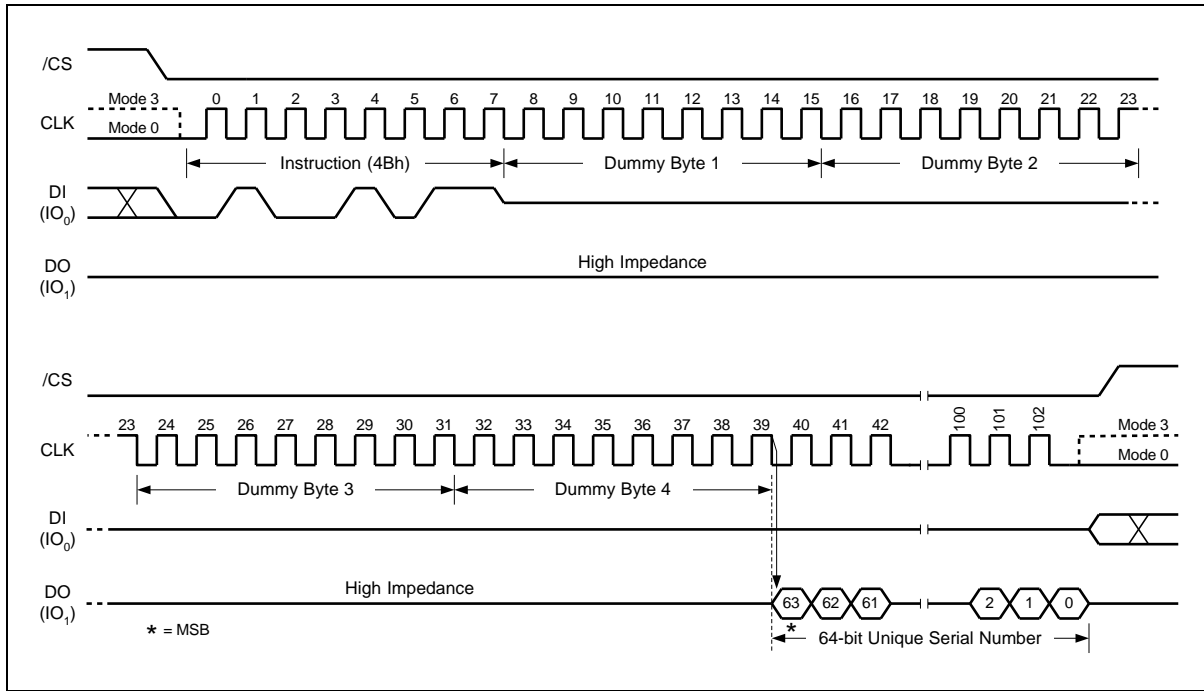 /CS
Mode 3 0 1 2 3 4 5 6 7 8 9 10 11 12 13 14 15 16 17 18 19 20 21 22 23
CLK Mode 0
Instruction (4Bh) Dummy Byte 1 Dummy Byte 2
DI
(IO0)
High Impedance
DO
(IO1)
/CS
23 24 25 26 27 28 29 30 31 32 33 34 35 36 37 38 39 40 41 42 100 101 102 Mode 3
CLK Mode 0
Dummy Byte 3 Dummy Byte 4
DI
(IO0)
High Impedance
DO
(IO1)
63 62 61 2 1 0
* = MSB * 64-bit Unique Serial Number